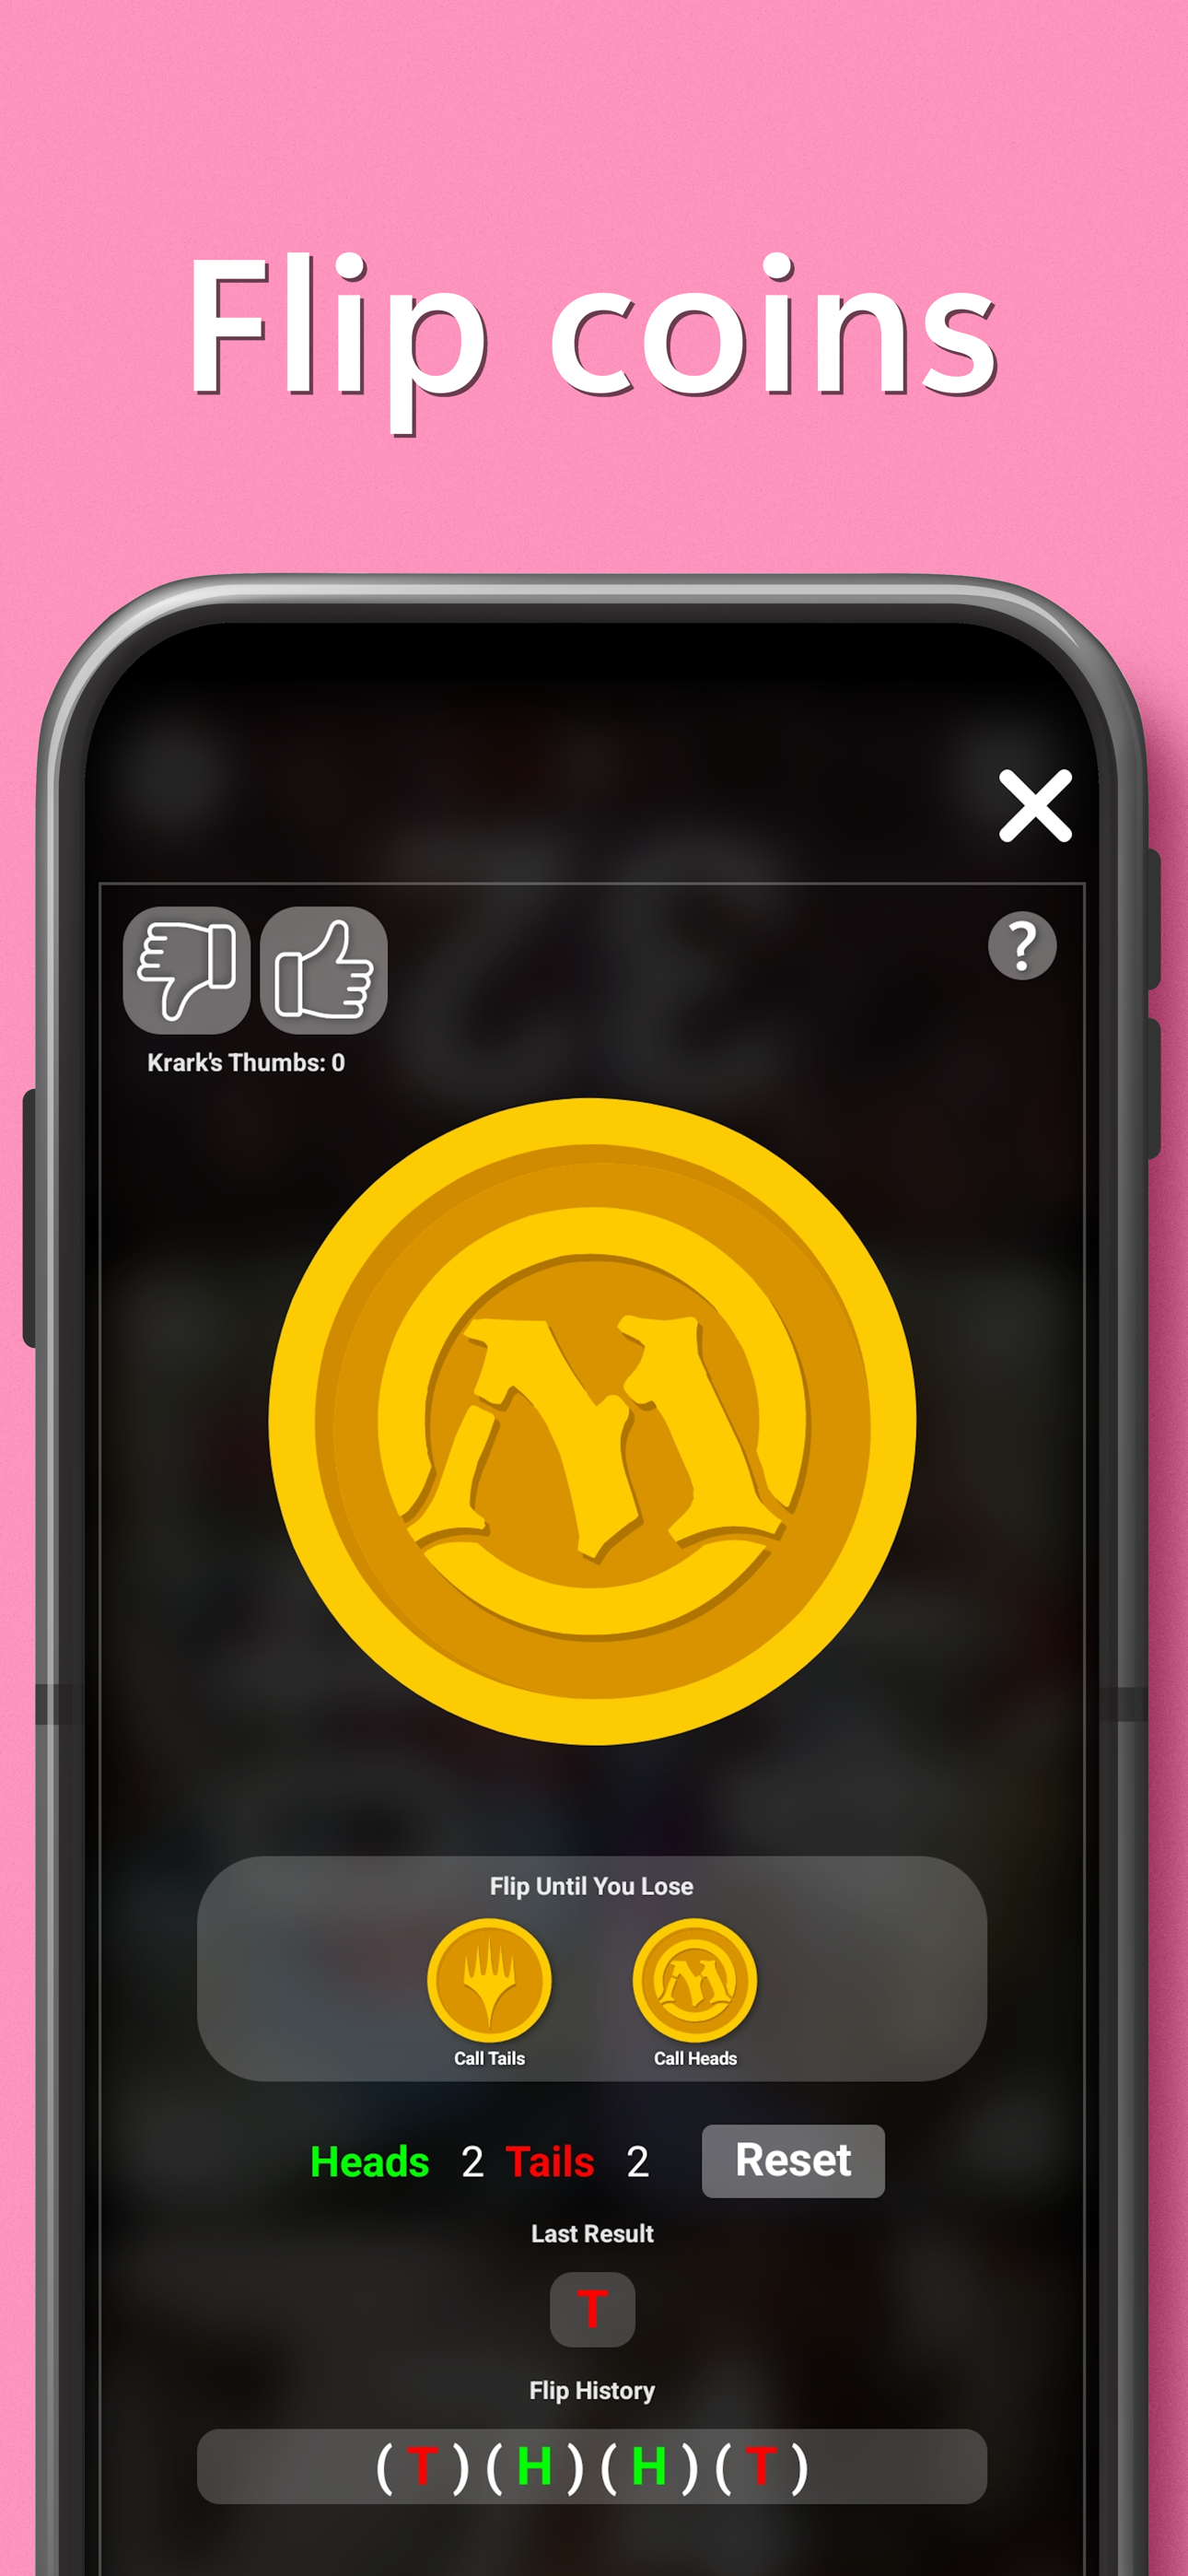 Flip coins
?
Krark's Thumbs: 0
M
Flip Until You Lose
M
Call Tails Call Heads
Heads 2 Tails 2 Reset
Last Result
T
Flip History
(T)(H)(H)(T)